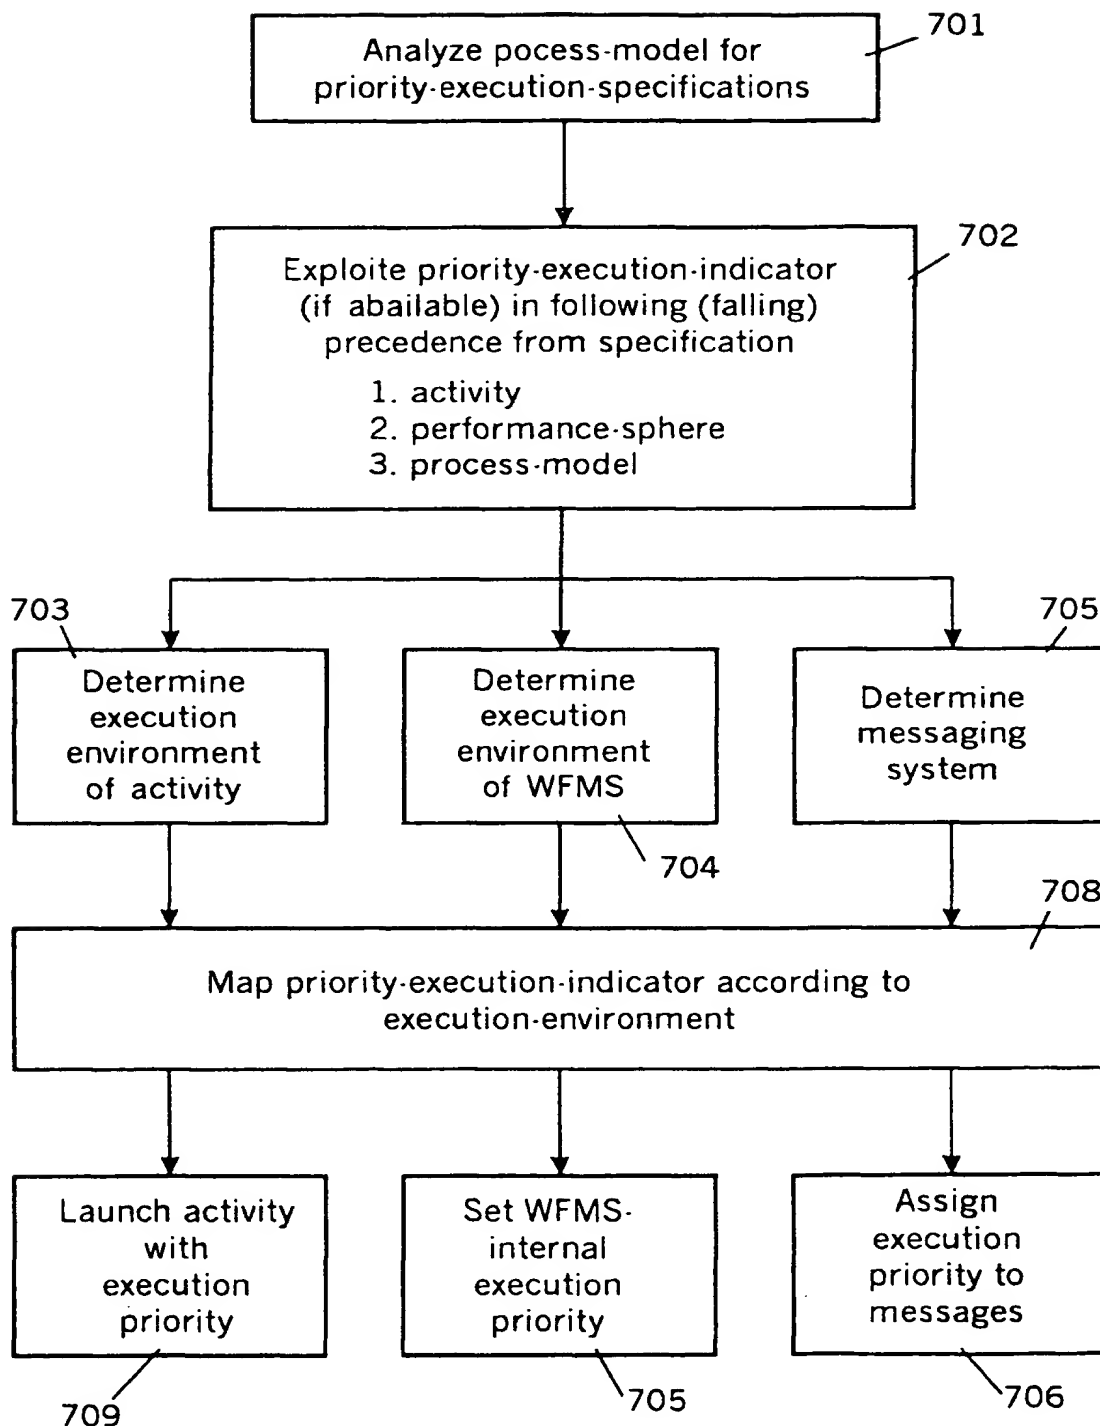 701
Analyze pocess-model for
priority-execution-specifications
702
Exploite priority-execution-indicator
(if abailable) in following (falling)
precedence from specification
1. activity
2. performance-sphere
3. process-model
703
Determine
execution
environment
of activity
Determine
execution
environment
of WFMS
704
705
Determine
messaging
system
708
Map priority-execution-indicator according to
execution-environment
Launch activity
with
execution
priority
709
Set WFMS-
internal
execution
priority
705
Assign
execution
priority to
messages
706